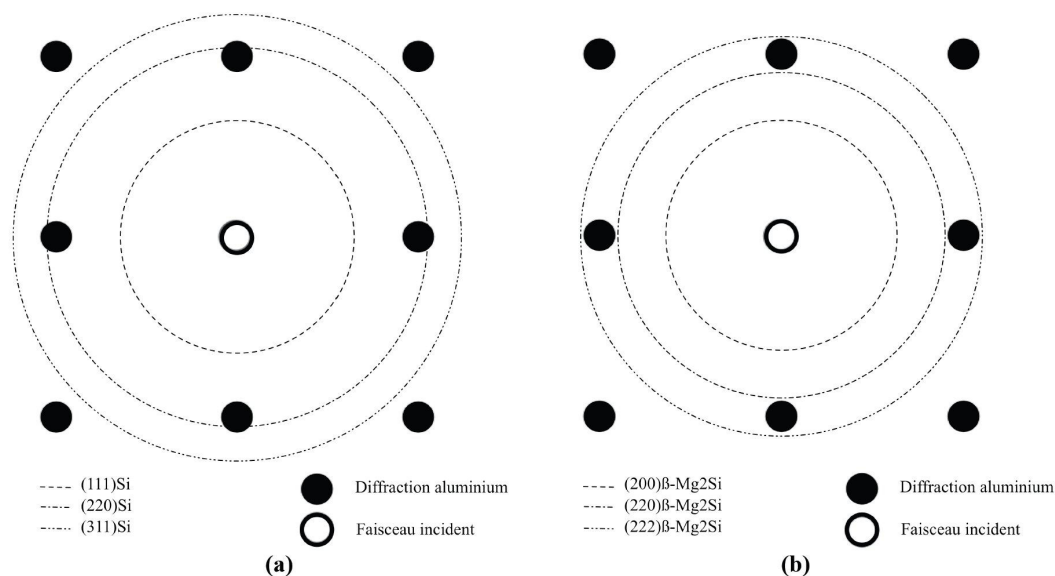 (111)Si
(220)Si
(311)Si
Diffraction aluminium
Faisceau incident
(a)
(200)ß-Mg2Si
(220)ß-Mg2Si
(222)ß-Mg2Si
Diffraction aluminium
Faisceau incident
(b)